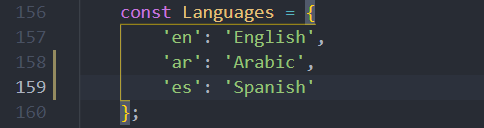 156 const Languages = {
157 'en': 'English',
158 'ar': 'Arabic',
159 'es': 'Spanish'
160 };